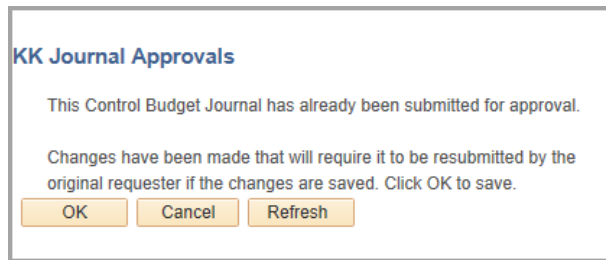 KK Journal Approvals
This Control Budget Journal has already been submitted for approval.
Changes have been made that will require it to be resubmitted by the
original requester if the changes are saved. Click OK to save.
OK Cancel Refresh